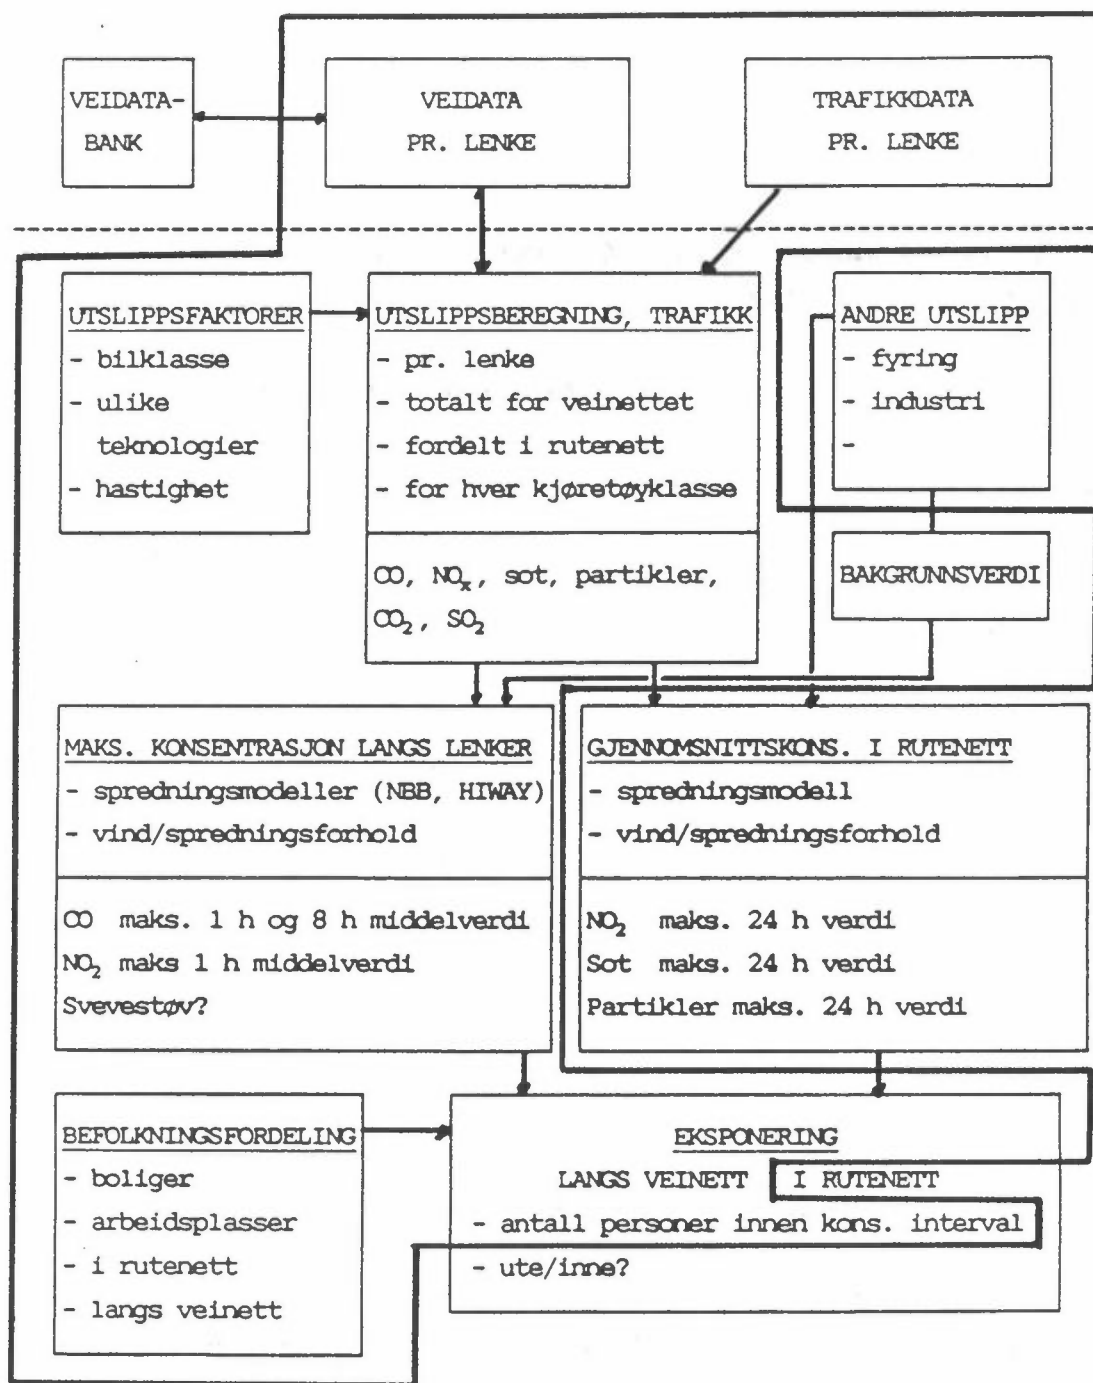 VEIDATA-
BANK
VEIDATA
PR. LENKE
TRAFIKKDATA
PR. LENKE
UTSLIPPSFAKTORER
- bilklasse
- ulike
teknologier
- hastighet
UTSLIPPSBEREGNING, TRAFIKK
- pr. lenke
- totalt for veinettet
- fordelt i rutenett
- for hver kjøretøyklasse
CO, NOₓ, sot, partikler,
CO₂, SO₂
ANDRE UTSLIPP
- fyring
- industri
-
BAKGRUNNSVERDI
MAKS. KONSENTRASJON LANGS LENKER
- spredningsmodeller (NBB, HIWAY)
- vind/spredningsforhold
CO maks. 1 h og 8 h middelverdi
NO₂ maks 1 h middelverdi
Svevestøv?
GJENNOMSNITTSKONS. I RUTENETT
- spredningsmodell
- vind/spredningsforhold
NO₂ maks. 24 h verdi
Sot maks. 24 h verdi
Partikler maks. 24 h verdi
BEFOLKNINGSFORDELING
- boliger
- arbeidsplasser
- i rutenett
- langs veinett
EKSPONERING
LANGS VEINETT I RUTENETT
- antall personer innen kons. interval
- ute/inne?